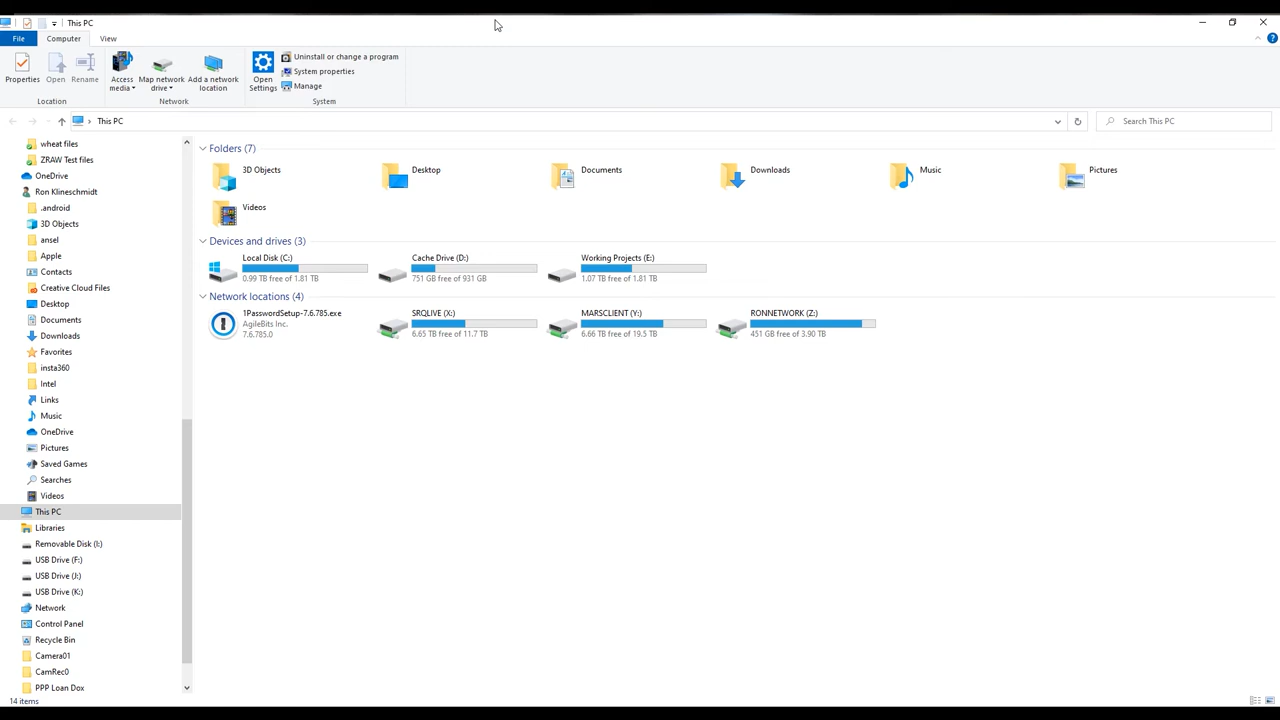 This PC
File
Computer
View
Properties
Open
Rename
Access media
Map network drive
Add a network location
Open Settings
Uninstall or change a program
System properties
Manage
Location
Network
System
This PC
Search This PC
wheat files
ZRAW Test files
OneDrive
Ron Klineschmidt
.android
3D Objects
ansel
Apple
Contacts
Creative Cloud Files
Desktop
Documents
Downloads
Favorites
insta360
Intel
Links
Music
OneDrive
Pictures
Saved Games
Searches
Videos
This PC
Libraries
Removable Disk (I:)
USB Drive (F:)
USB Drive (J:)
USB Drive (K:)
Network
Control Panel
Recycle Bin
Camera01
CamRec0
PPP Loan Dox
Folders (7)
3D Objects
Desktop
Documents
Downloads
Music
Pictures
Videos
Devices and drives (3)
Local Disk (C:)
0.99 TB free of 1.81 TB
Cache Drive (D:)
751 GB free of 931 GB
Working Projects (E:)
1.07 TB free of 1.81 TB
Network locations (4)
1PasswordSetup-7.6.785.exe
AgileBits Inc.
7.6.785.0
SRQLIVE (X:)
6.65 TB free of 11.7 TB
MARSCLIENT (Y:)
6.66 TB free of 19.5 TB
RONNETWORK (Z:)
451 GB free of 3.90 TB
14 items